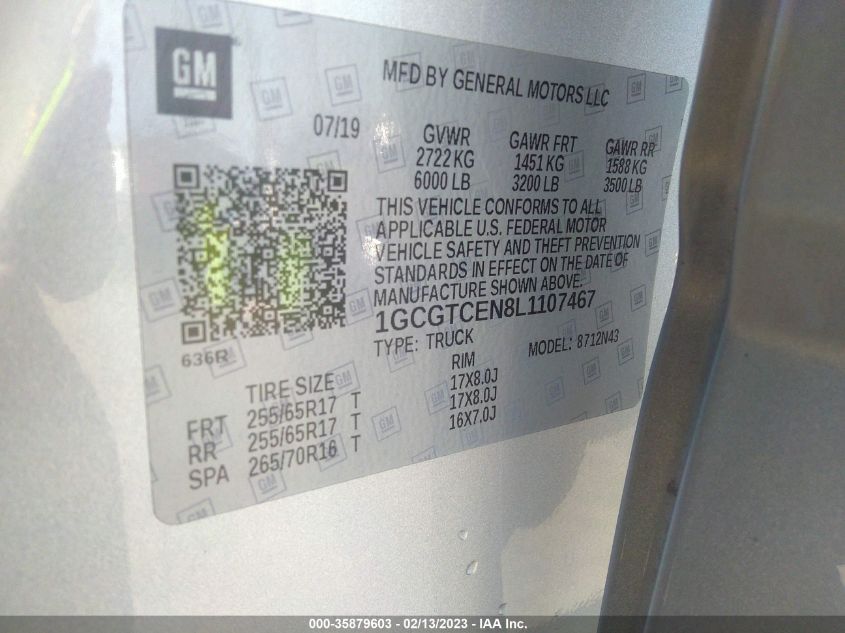 GM
MFD BY GENERAL MOTORS LLC
07/19
GVWR GAWR FRT GAWR RR
2722 KG 1451 KG 1588 KG
6000 LB 3200 LB 3500 LB
THIS VEHICLE CONFORMS TO ALL
APPLICABLE U.S. FEDERAL MOTOR
VEHICLE SAFETY AND THEFT PREVENTION
STANDARDS IN EFFECT ON THE DATE OF
MANUFACTURE SHOWN ABOVE.
1GCGTCEN8L1107467
TYPE: TRUCK MODEL: 8712N43
636R
TIRE SIZE RIM
FRT 255/65R17 T 17X8.0J
RR 255/65R17 T 17X8.0J
SPA 265/70R16 T 16X7.0J
000-35879603 - 02/13/2023 - IAA Inc.